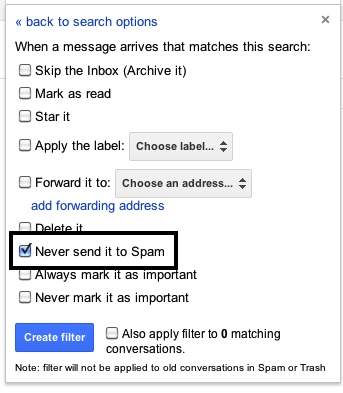 « back to search options
×
When a message arrives that matches this search:
Skip the Inbox (Archive it)
Mark as read
Star it
Apply the label: Choose label...
Forward it to: Choose an address...
add forwarding address
Delete it
Never send it to Spam
Always mark it as important
Never mark it as important
Create filter Also apply filter to 0 matching
conversations.
Note: filter will not be applied to old conversations in Spam or Trash